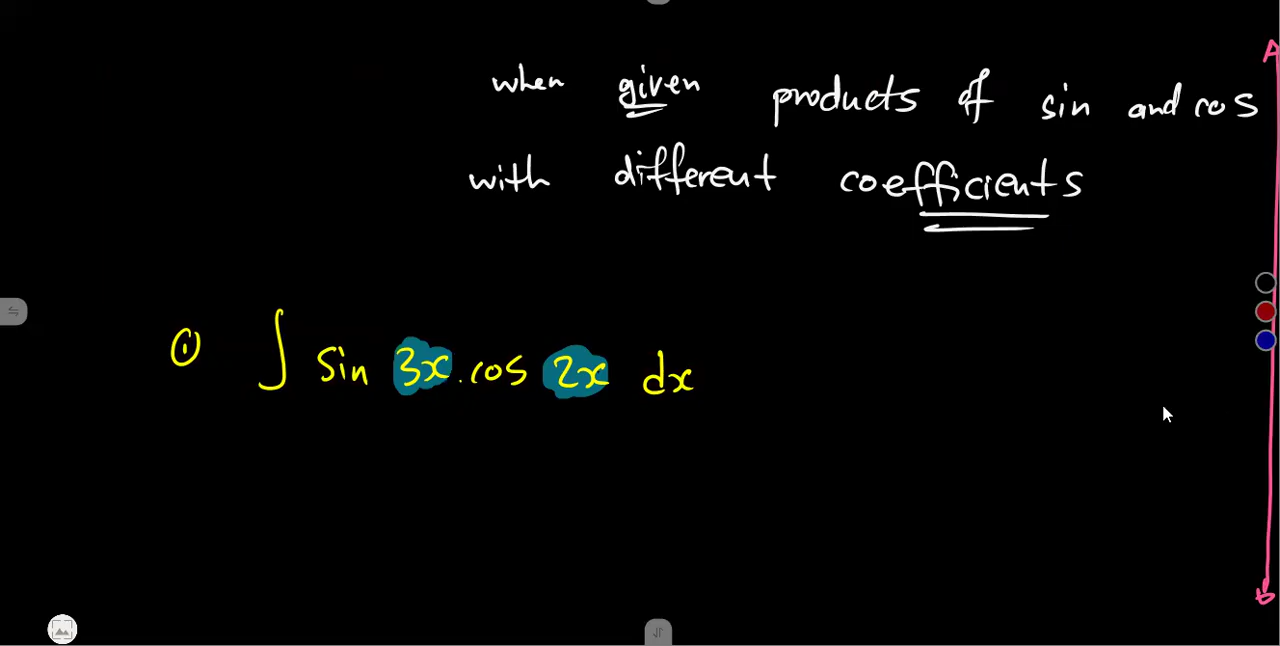 when given products of sin and cos
with different coefficients
① ∫ sin 3x . cos 2x dx